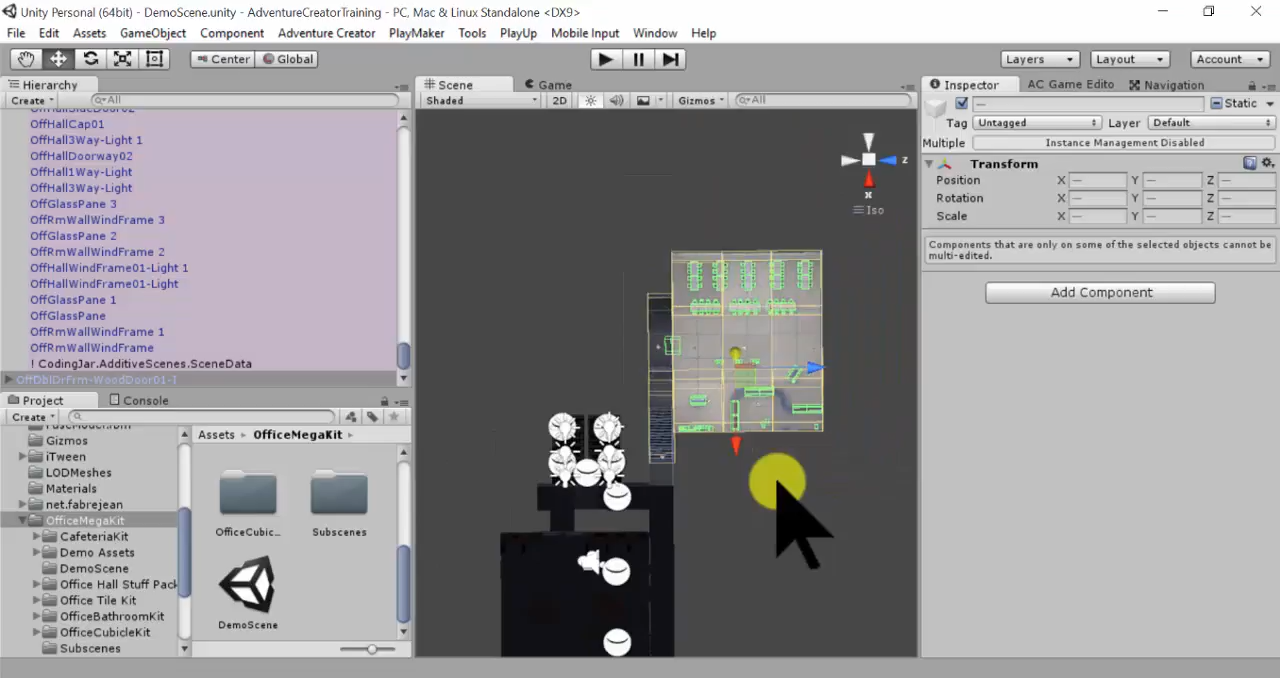 Unity Personal (64bit) - DemoScene.unity - AdventureCreatorTraining - PC, Mac & Linux Standalone <DX9>
File Edit Assets GameObject Component Adventure Creator PlayMaker Tools PlayUp Mobile Input Window Help
Center Global Layers Layout Account
Hierarchy
Create All
OffHallSideDoor02
OffHallCap01
OffHall3Way-Light 1
OffHallDoorway02
OffHall1Way-Light
OffHall3Way-Light
OffGlassPane 3
OffRmWallWindFrame 3
OffGlassPane 2
OffRmWallWindFrame 2
OffHallWindFrame01-Light 1
OffHallWindFrame01-Light
OffGlassPane 1
OffGlassPane
OffRmWallWindFrame 1
OffRmWallWindFrame
! CodingJar.AdditiveScenes.SceneData
OffDblDrFrm-WoodDoor01-I
Project Console
Create
Gizmos
iTween
LODMeshes
Materials
net.fabrejean
OfficeMegaKit
CafeteriaKit
Demo Assets
DemoScene
Office Hall Stuff Pack
Office Tile Kit
OfficeBathroomKit
OfficeCubicleKit
Subscenes
Assets OfficeMegaKit
OfficeCubic... Subscenes
DemoScene
Scene Game
Shaded 2D Gizmos All
z
x
Iso
Inspector AC Game Edito Navigation
— Static
Tag Untagged Layer Default
Multiple Instance Management Disabled
Transform
Position X — Y — Z —
Rotation X — Y — Z —
Scale X — Y — Z —
Components that are only on some of the selected objects cannot be
multi-edited.
Add Component